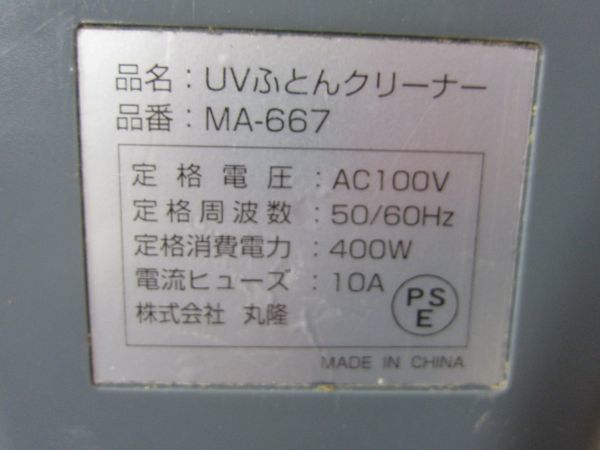 品名：UVふとんクリーナー
品番：MA-667
定格電圧：AC100V
定格周波数：50/60Hz
定格消費電力：400W
電流ヒューズ：10A
株式会社 丸隆
PSE
MADE IN CHINA